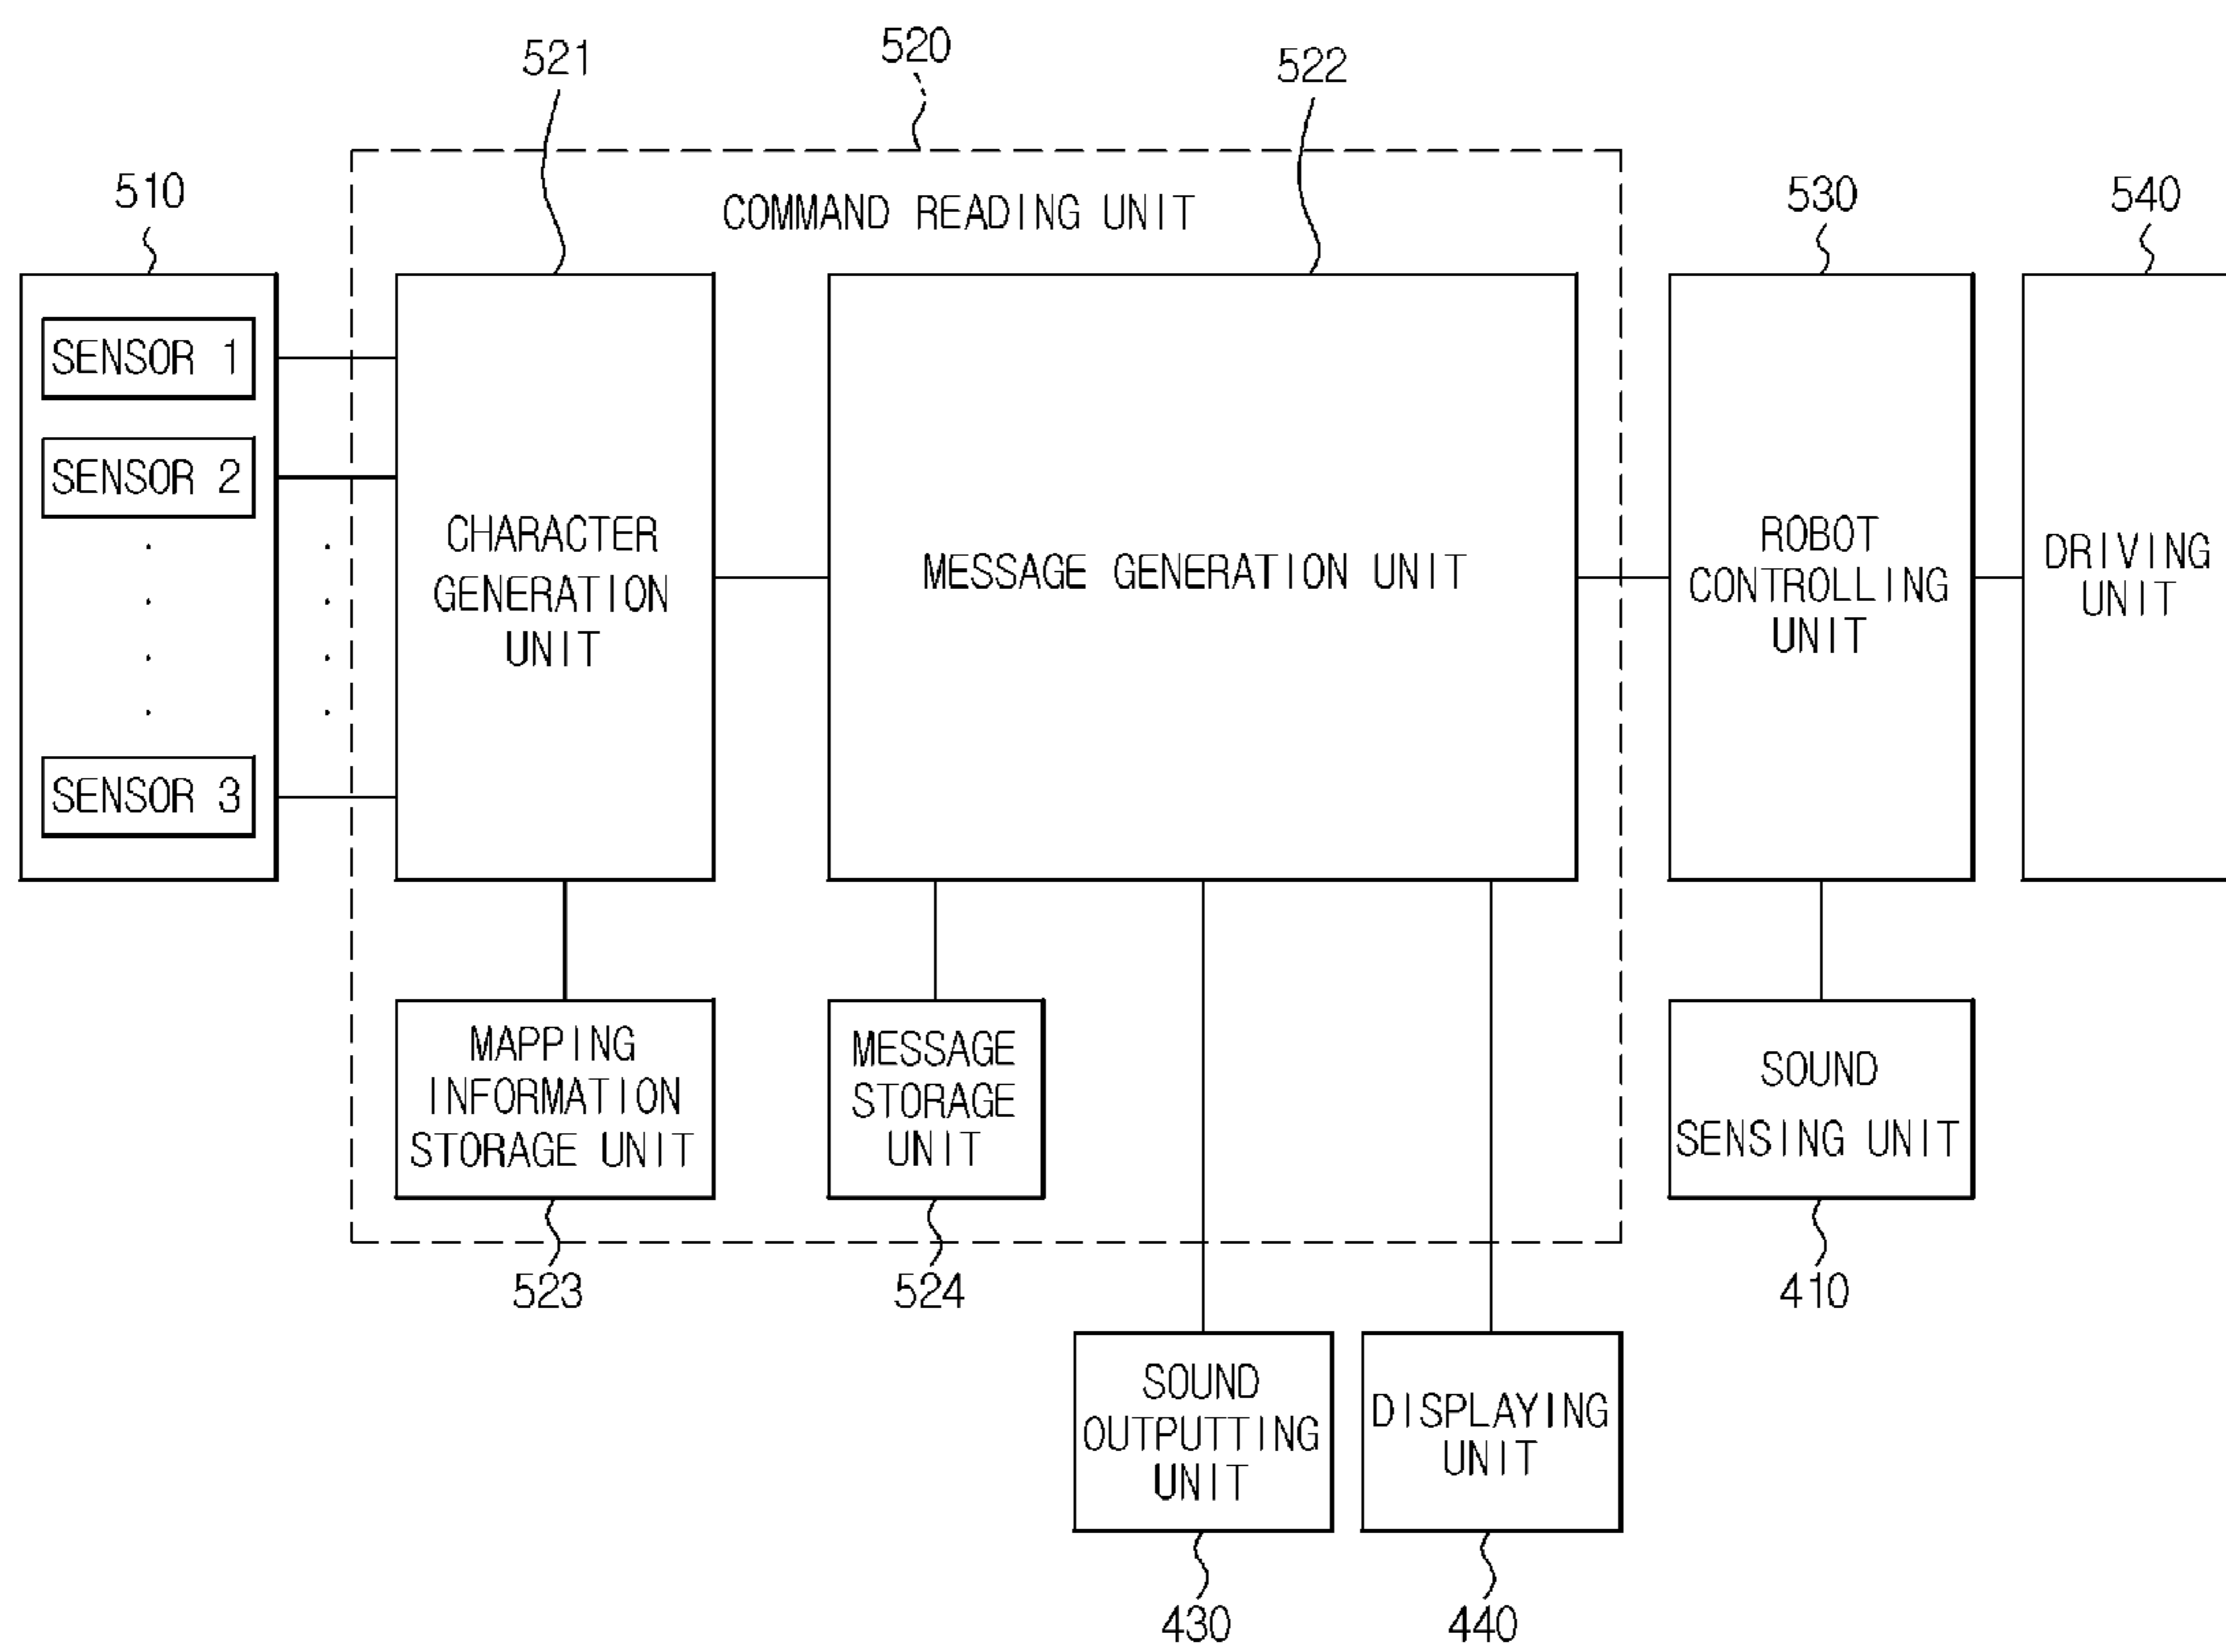 520
521
522
510
COMMAND READING UNIT
530
540
SENSOR 1
SENSOR 2
SENSOR 3
CHARACTER
GENERATION
UNIT
MESSAGE GENERATION UNIT
ROBOT
CONTROLLING
UNIT
DRIVING
UNIT
MAPPING
INFORMATION
STORAGE UNIT
MESSAGE
STORAGE
UNIT
SOUND
SENSING UNIT
523
524
410
SOUND
OUTPUTTING
UNIT
DISPLAYING
UNIT
430
440